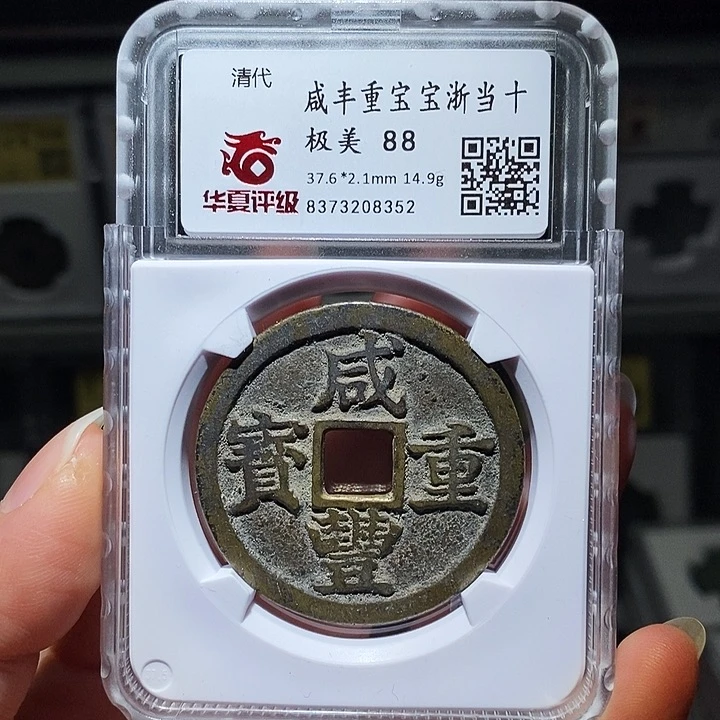 清代
华夏评级
咸丰重宝宝浙当十
极美 88
37.6*2.1mm 14.9g
8373208352
咸
豐
重
寶